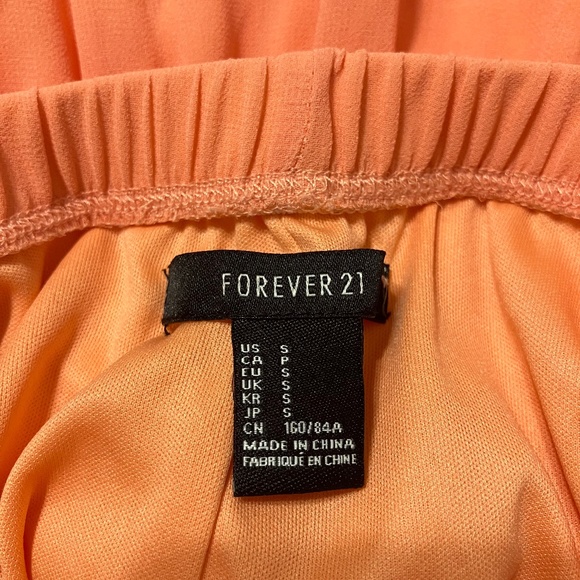 FOREVER 21
US S
CA P
EU S
UK S
KR S
JP S
CN 160/84A
MADE IN CHINA
FABRIQUÉ EN CHINE